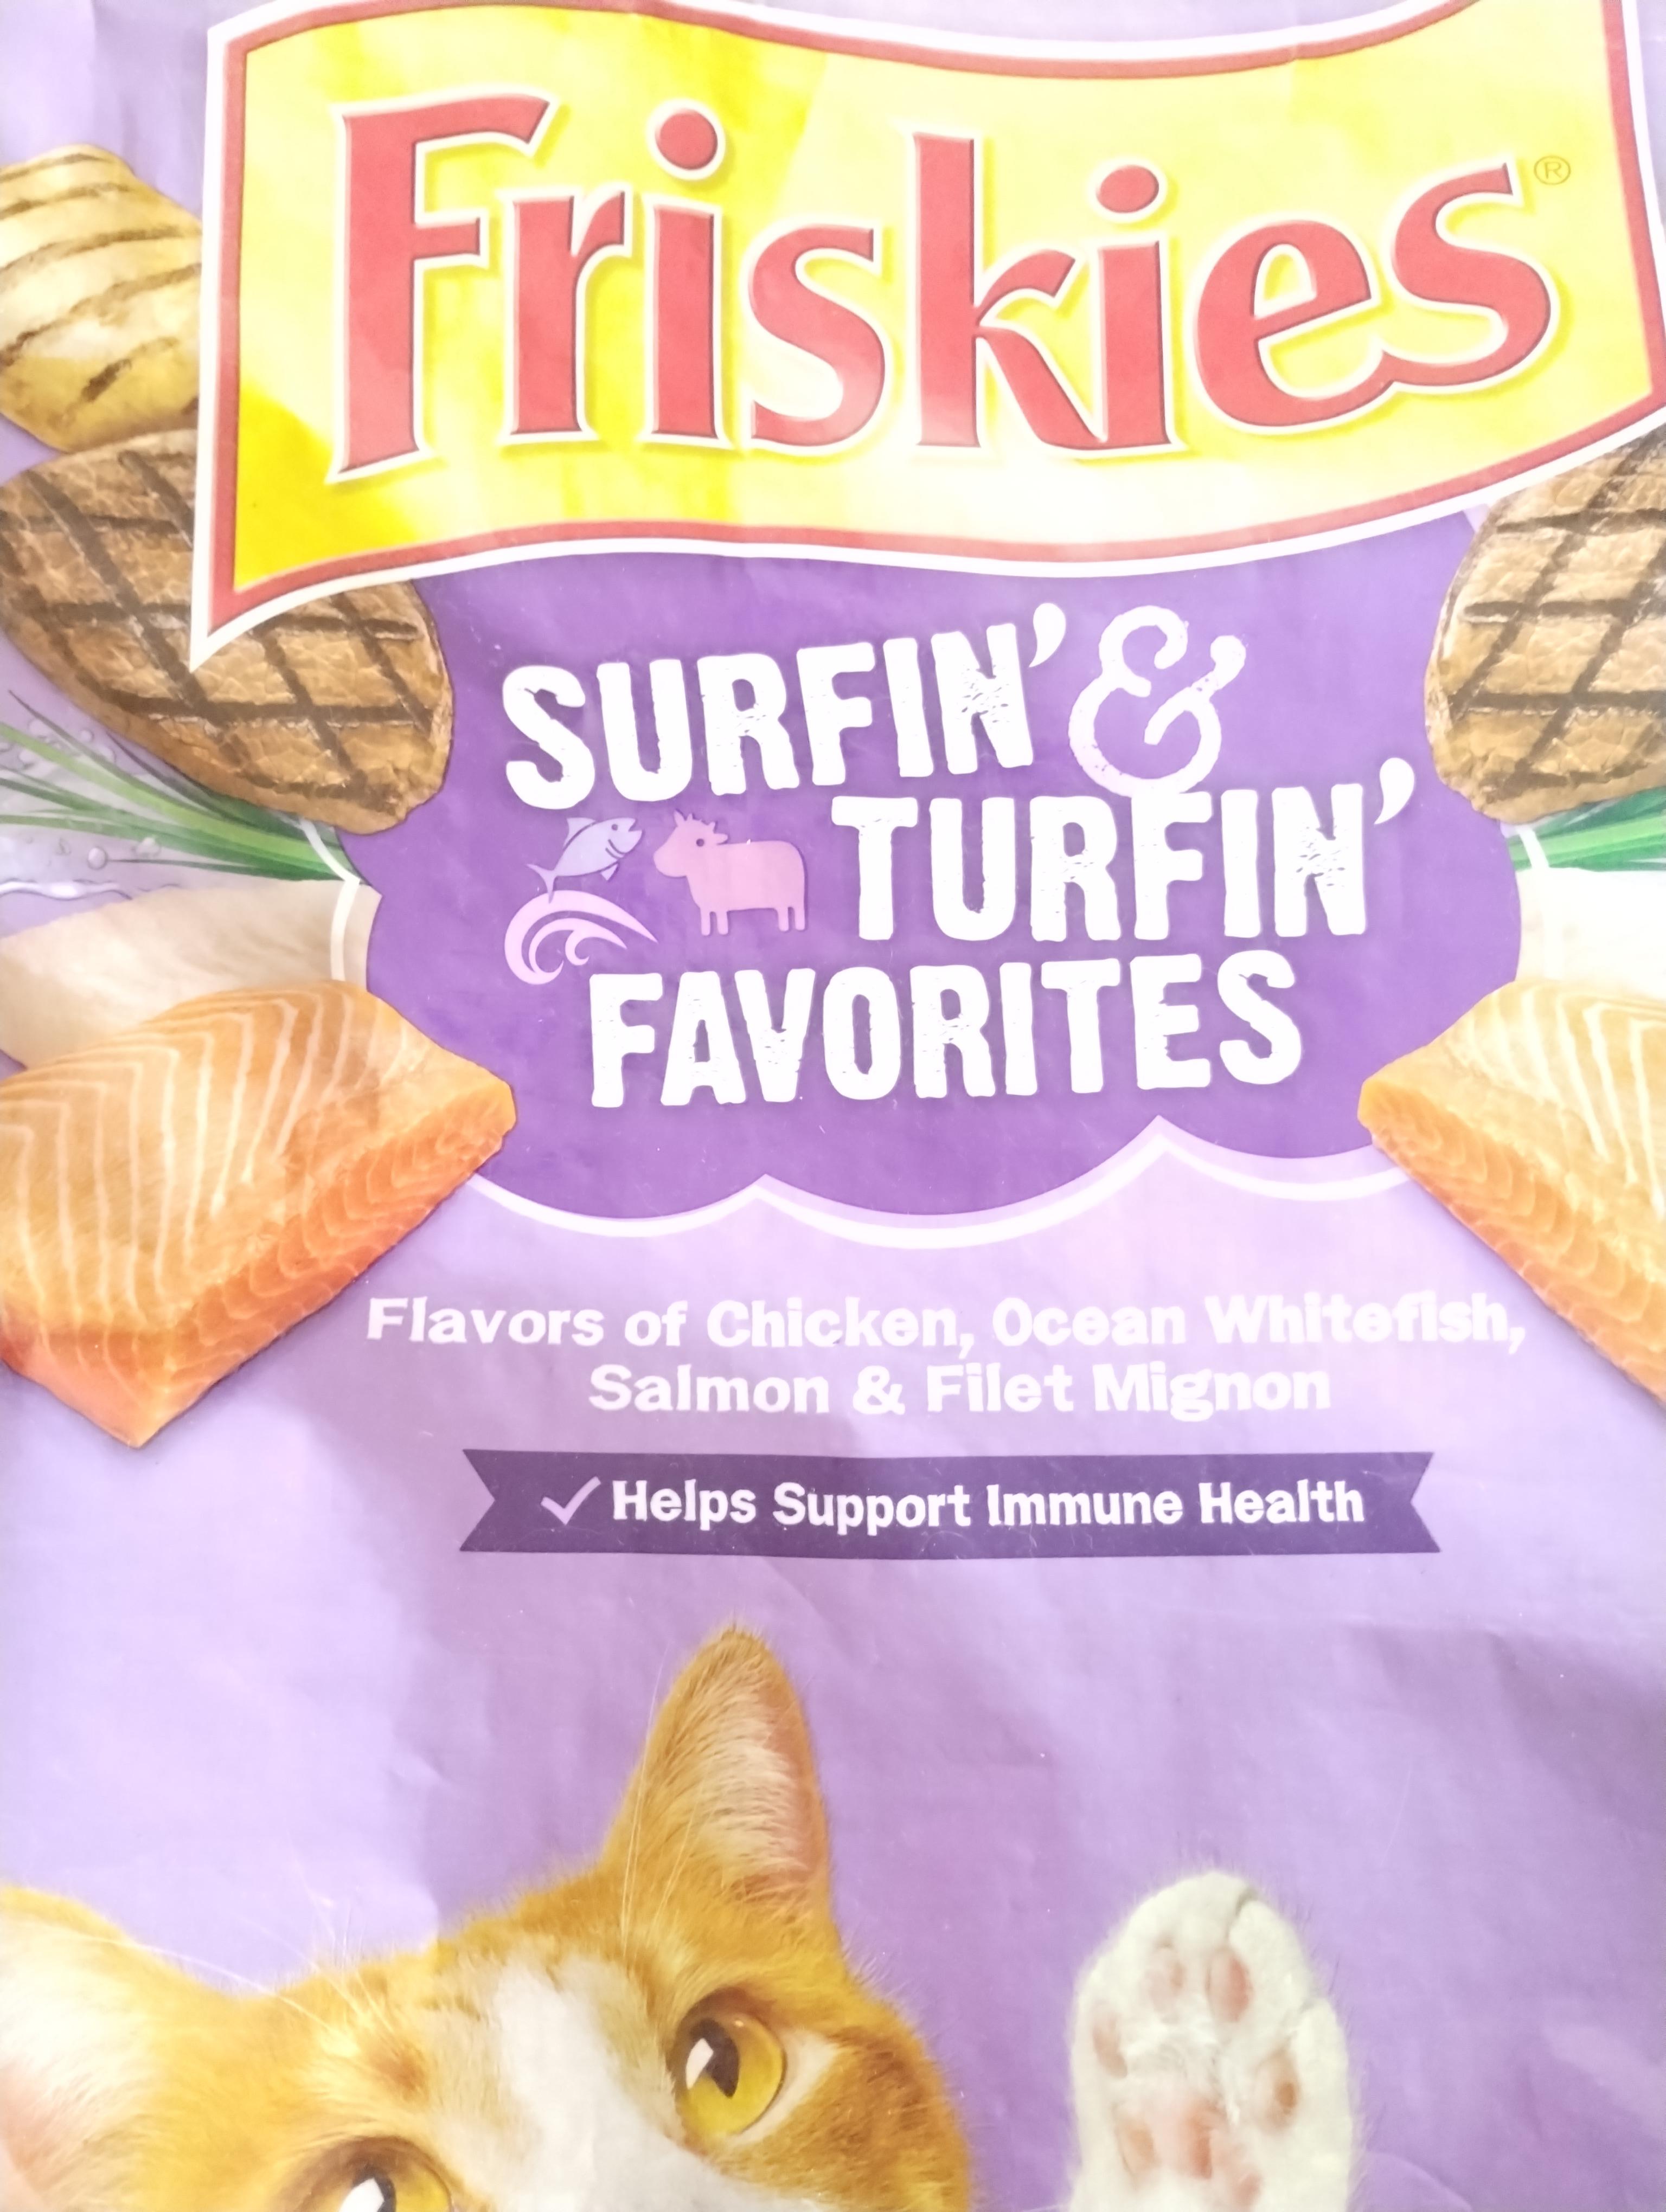 Friskies®
SURFIN' &
TURFIN'
FAVORITES
Flavors of Chicken, Ocean Whitefish,
Salmon & Filet Mignon
✓ Helps Support Immune Health